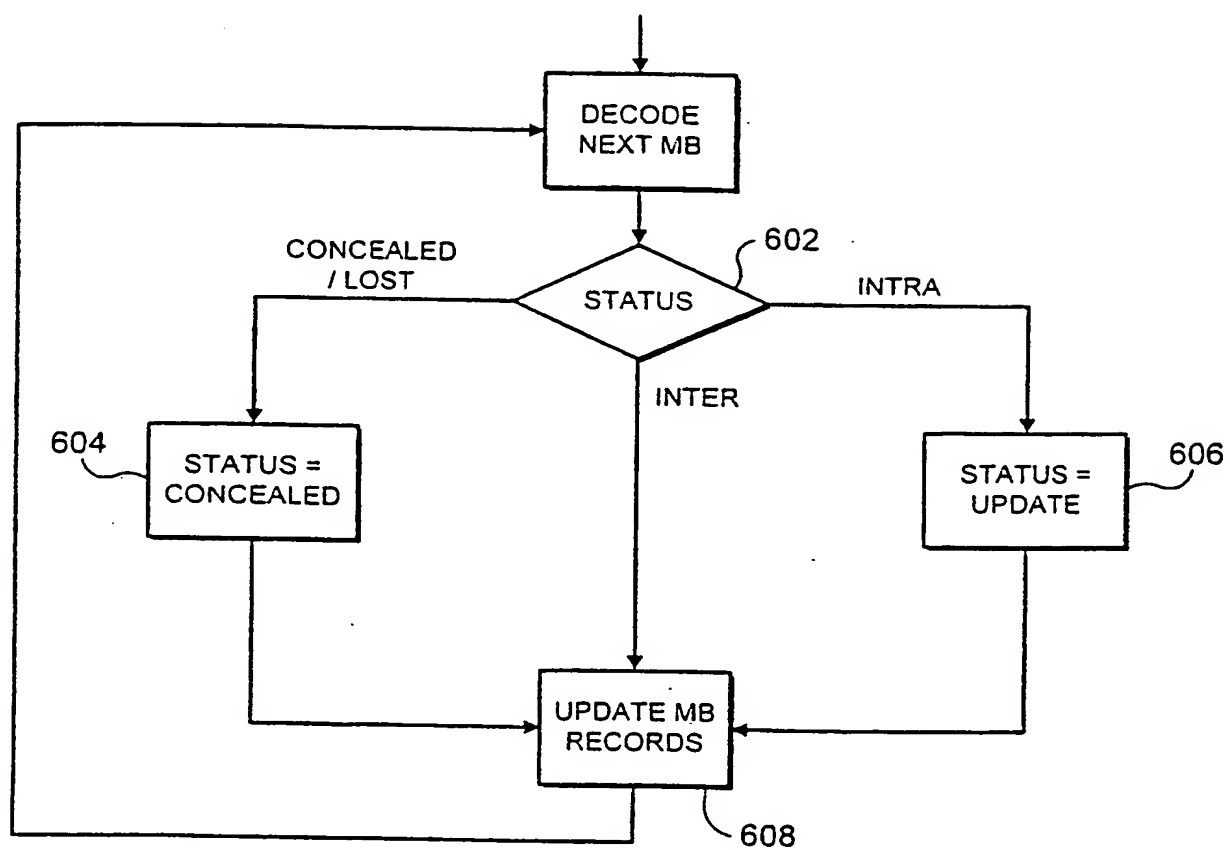 DECODE
NEXT MB
602
CONCEALED
/ LOST
STATUS
INTRA
INTER
604
STATUS =
CONCEALED
STATUS =
UPDATE
606
UPDATE MB
RECORDS
608